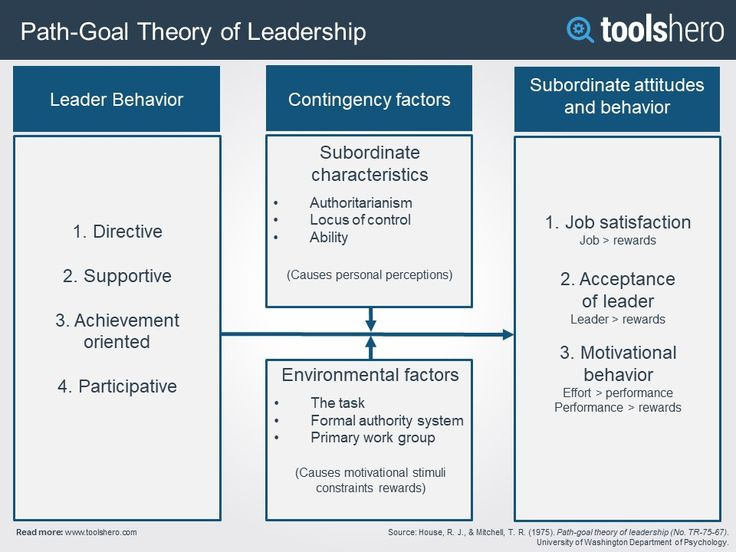 Path-Goal Theory of Leadership
toolshero
Leader Behavior
1. Directive
2. Supportive
3. Achievement
oriented
4. Participative
Contingency factors
Subordinate
characteristics
• Authoritarianism
• Locus of control
• Ability
(Causes personal perceptions)
Environmental factors
• The task
• Formal authority system
• Primary work group
(Causes motivational stimuli
constraints rewards)
Subordinate attitudes
and behavior
1. Job satisfaction
Job > rewards
2. Acceptance
of leader
Leader > rewards
3. Motivational
behavior
Effort > performance
Performance > rewards
Read more: www.toolshero.com
Source: House, R. J., & Mitchell, T. R. (1975). Path-goal theory of leadership (No. TR-75-67).
University of Washington Department of Psychology.